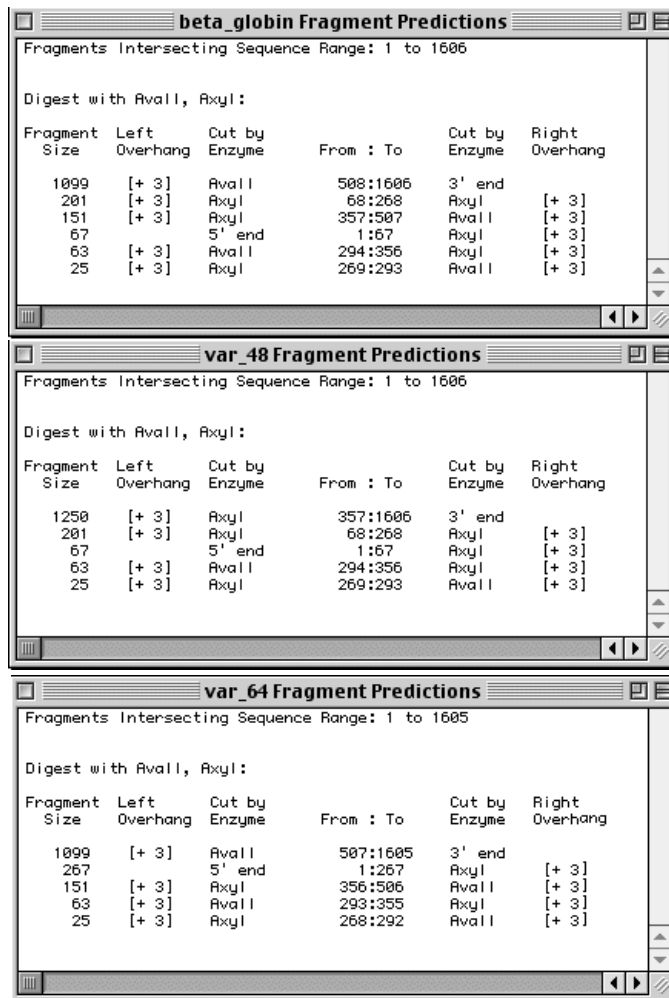 beta_globin Fragment Predictions
Fragments Intersecting Sequence Range: 1 to 1606
Digest with AvaII, AxyI:
Fragment Left Cut by Cut by Right
Size Overhang Enzyme From : To Enzyme Overhang
1099 [+ 3] AvaII 508:1606 3' end
201 [+ 3] AxyI 68:268 AxyI [+ 3]
151 [+ 3] AxyI 357:507 AvaII [+ 3]
67 5' end 1:67 AxyI [+ 3]
63 [+ 3] AvaII 294:356 AxyI [+ 3]
25 [+ 3] AxyI 269:293 AvaII [+ 3]
var_48 Fragment Predictions
Fragments Intersecting Sequence Range: 1 to 1606
Digest with AvaII, AxyI:
Fragment Left Cut by Cut by Right
Size Overhang Enzyme From : To Enzyme Overhang
1250 [+ 3] AxyI 357:1606 3' end
201 [+ 3] AxyI 68:268 AxyI [+ 3]
67 5' end 1:67 AxyI [+ 3]
63 [+ 3] AvaII 294:356 AxyI [+ 3]
25 [+ 3] AxyI 269:293 AvaII [+ 3]
var_64 Fragment Predictions
Fragments Intersecting Sequence Range: 1 to 1605
Digest with AvaII, AxyI:
Fragment Left Cut by Cut by Right
Size Overhang Enzyme From : To Enzyme Overhang
1099 [+ 3] AvaII 507:1605 3' end
267 5' end 1:267 AxyI [+ 3]
151 [+ 3] AxyI 356:506 AvaII [+ 3]
63 [+ 3] AvaII 293:355 AxyI [+ 3]
25 [+ 3] AxyI 268:292 AvaII [+ 3]